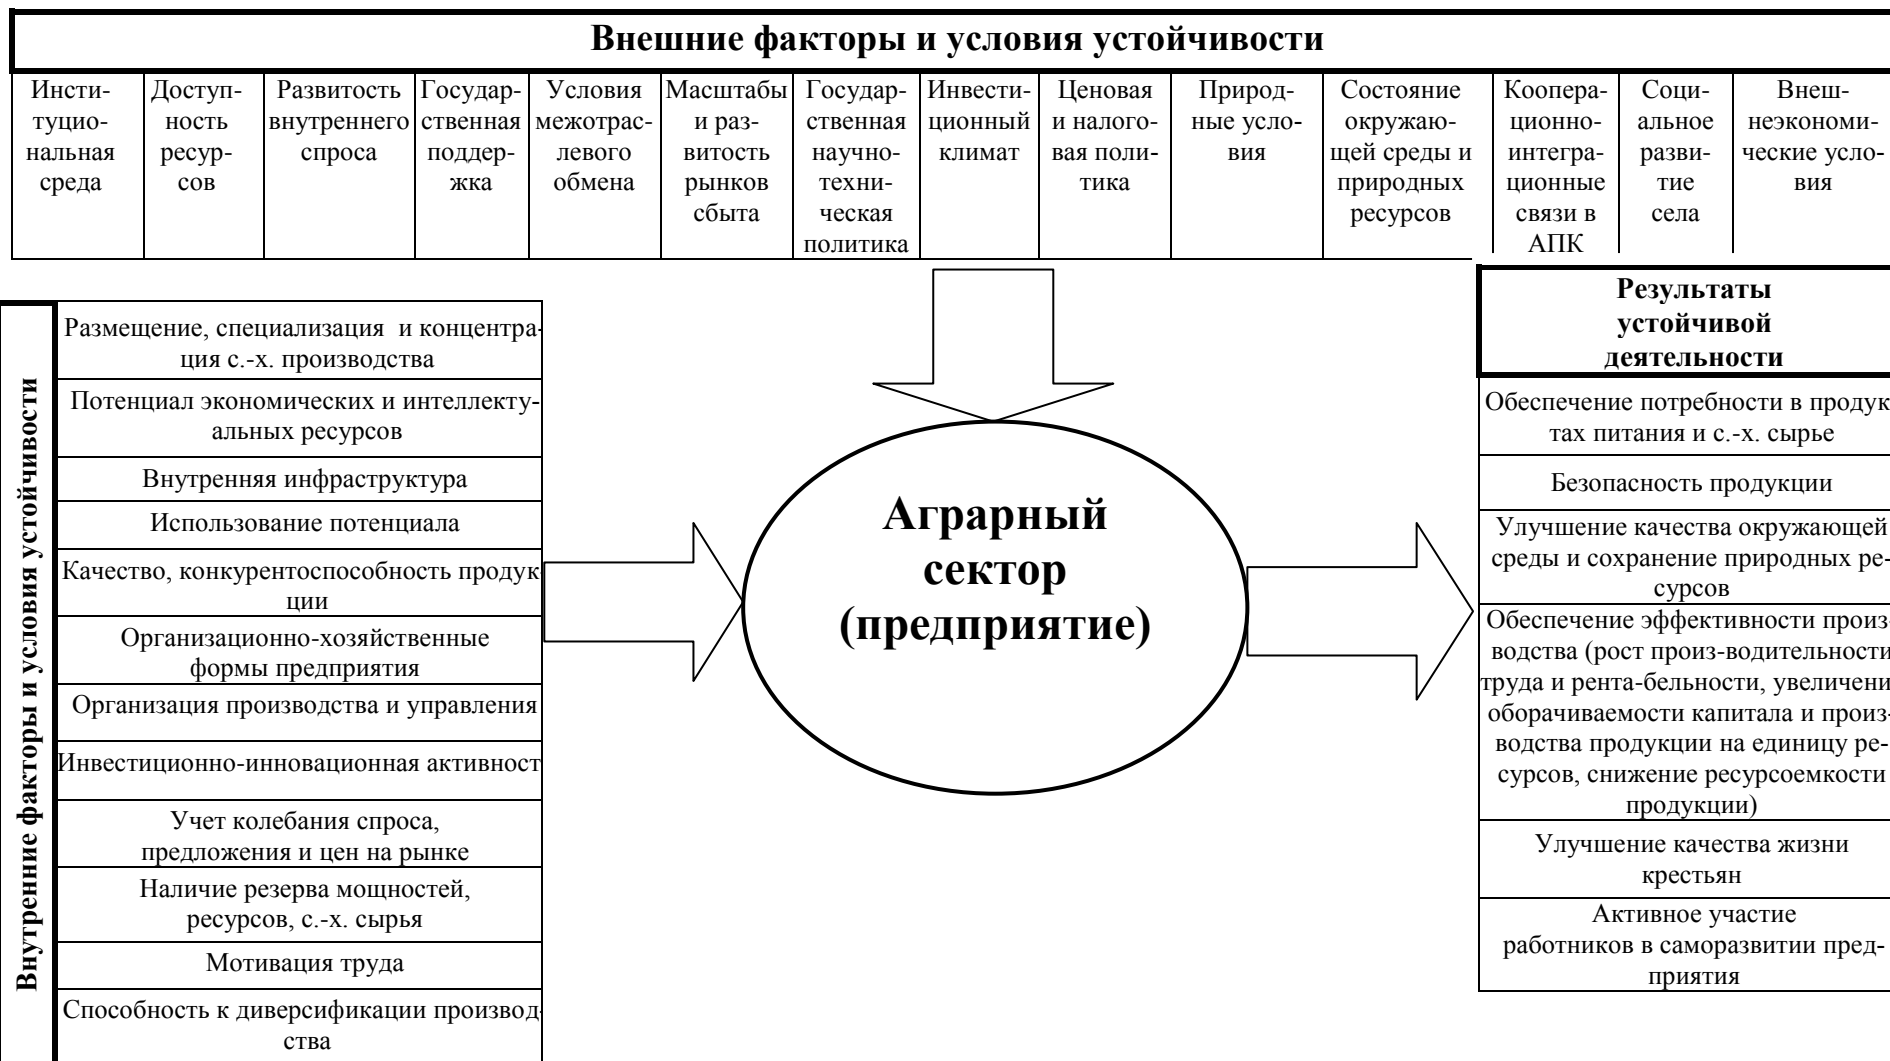 Внешние факторы и условия устойчивости
Инсти-
туцио-
нальная
среда
Доступ-
ность
ресур-
сов
Развитость
внутреннего
спроса
Государ-
ственная
поддер-
жка
Условия
межотрас-
левого
обмена
Масштабы
и раз-
витость
рынков
сбыта
Государ-
ственная
научно-
техни-
ческая
политика
Инвести-
ционный
климат
Ценовая
и налого-
вая поли-
тика
Природ-
ные усло-
вия
Состояние
окружаю-
щей среды и
природных
ресурсов
Коопера-
ционно-
интегра-
ционные
связи в
АПК
Соци-
альное
разви-
тие
села
Внеш-
неэкономи-
ческие усло-
вия
Внутренние факторы и условия устойчивости
Размещение, специализация и концентра-
ция с.-х. производства
Потенциал экономических и интеллекту-
альных ресурсов
Внутренняя инфраструктура
Использование потенциала
Качество, конкурентоспособность продук-
ции
Организационно-хозяйственные
формы предприятия
Организация производства и управления
Инвестиционно-инновационная активност
Учет колебания спроса,
предложения и цен на рынке
Наличие резерва мощностей,
ресурсов, с.-х. сырья
Мотивация труда
Способность к диверсификации производ-
ства
Аграрный
сектор
(предприятие)
Результаты
устойчивой
деятельности
Обеспечение потребности в продук
тах питания и с.-х. сырье
Безопасность продукции
Улучшение качества окружающей
среды и сохранение природных ре-
сурсов
Обеспечение эффективности произ-
водства (рост произ-водительности
труда и рента-бельности, увеличени
оборачиваемости капитала и произ-
водства продукции на единицу ре-
сурсов, снижение ресурсоемкости
продукции)
Улучшение качества жизни
крестьян
Активное участие
работников в саморазвитии пред-
приятия